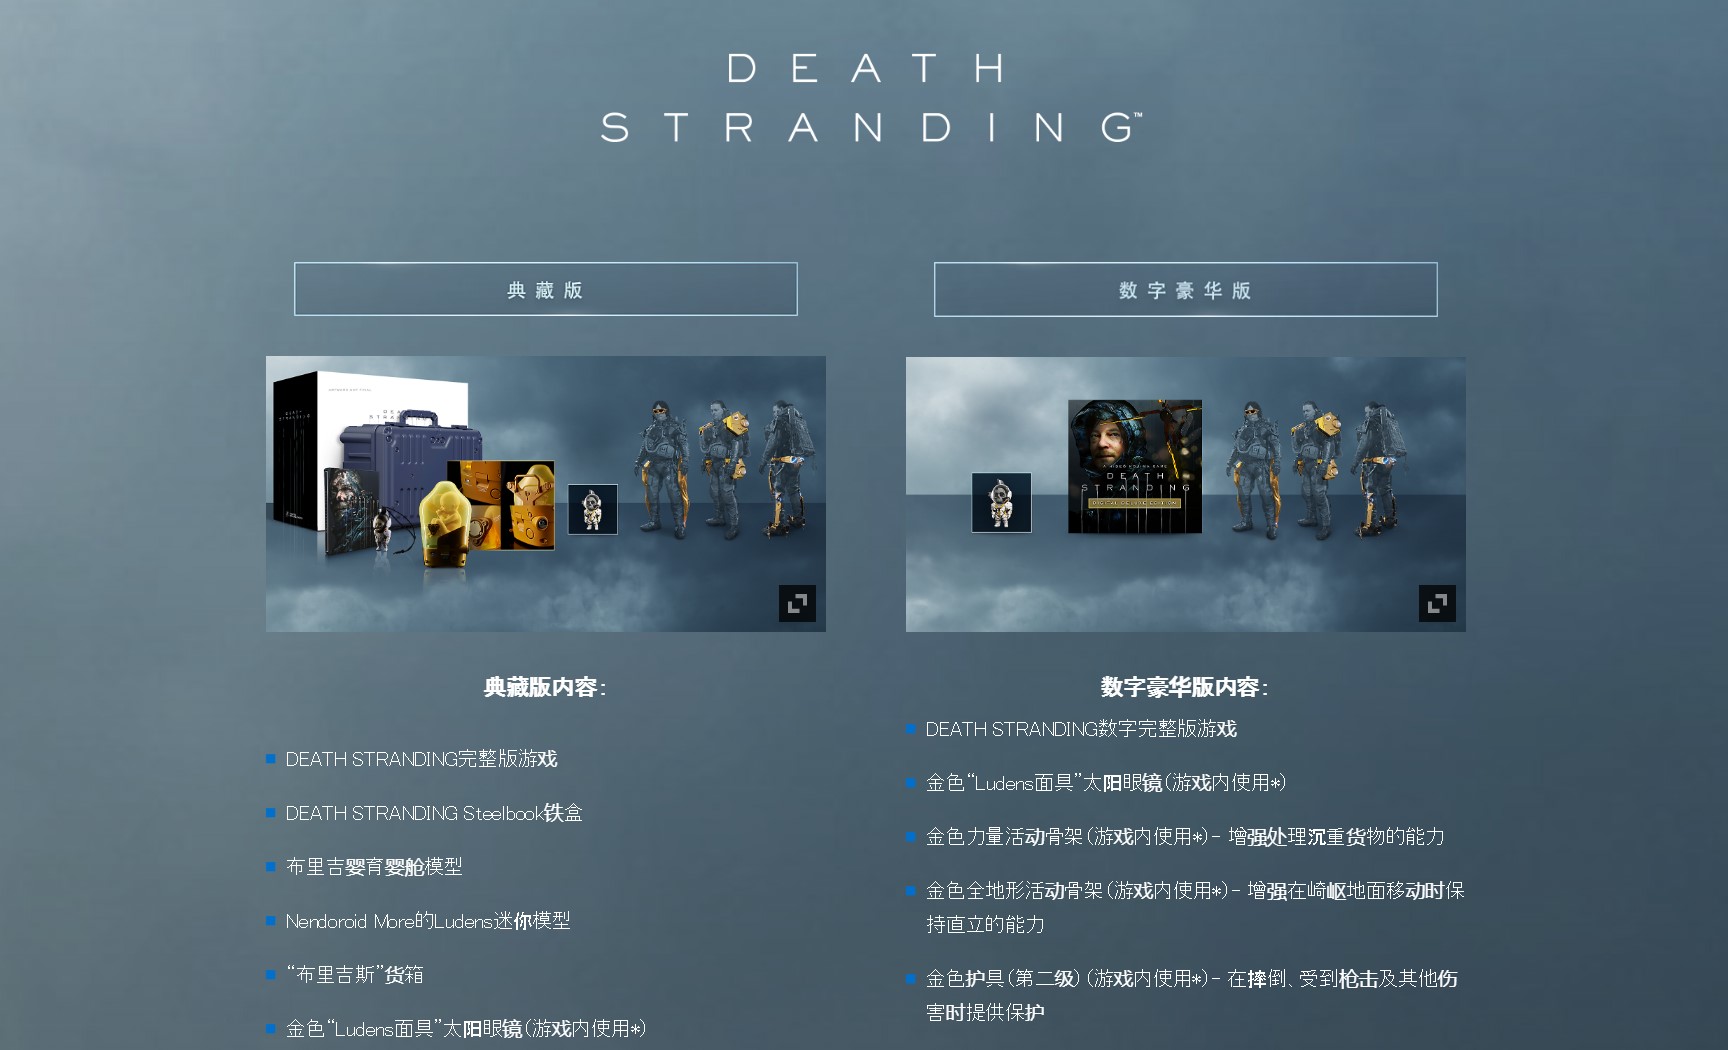 DEATH
STRANDING™
典藏版
数字豪华版
A HIDEO KOJIMA GAME
DEATH
STRANDING
典藏版内容：
DEATH STRANDING完整版游戏
DEATH STRANDING Steelbook铁盒
布里吉婴育婴舱模型
Nendoroid More的Ludens迷你模型
“布里吉斯”货箱
金色“Ludens面具”太阳眼镜（游戏内使用*）
数字豪华版内容：
DEATH STRANDING数字完整版游戏
金色“Ludens面具”太阳眼镜（游戏内使用*）
金色力量活动骨架（游戏内使用*）- 增强处理沉重货物的能力
金色全地形活动骨架（游戏内使用*）- 增强在崎岖地面移动时保
持直立的能力
金色护具（第二级）（游戏内使用*）- 在摔倒、受到枪击及其他伤
害时提供保护